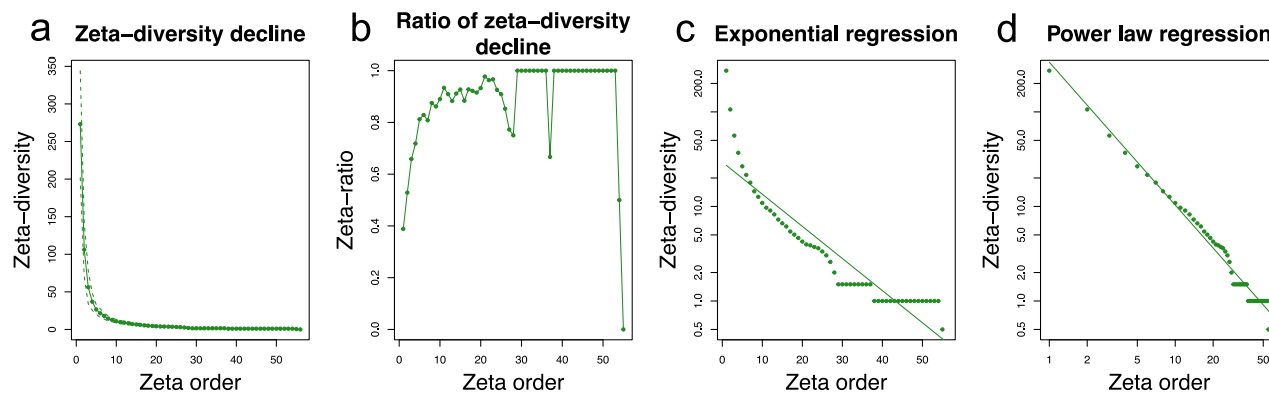 a Zeta−diversity decline
Zeta−diversity
350
300
250
200
150
100
50
0
0 10 20 30 40 50
Zeta order
b Ratio of zeta−diversity
decline
Zeta−ratio
1.0
0.8
0.6
0.4
0.2
0.0
0 10 20 30 40 50
Zeta order
c Exponential regression
Zeta−diversity
200.0
50.0
10.0
5.0
2.0
1.0
0.5
0 10 20 30 40 50
Zeta order
d Power law regression
Zeta−diversity
200.0
50.0
10.0
5.0
2.0
1.0
0.5
1 2 5 10 20 50
Zeta order